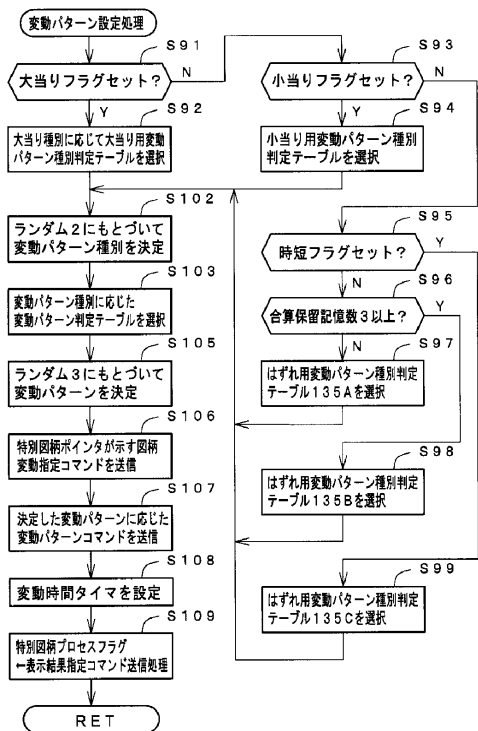 変動パターン設定処理
S91
大当りフラグセット?
N
Y
S92
大当り種別に応じて大当り用変動
パターン種別判定テーブルを選択
S93
小当りフラグセット?
N
Y
S94
小当り用変動パターン種別
判定テーブルを選択
S95
時短フラグセット?
Y
N
S96
合算保留記憶数3以上?
Y
N
S97
はずれ用変動パターン種別判定
テーブル135Aを選択
S98
はずれ用変動パターン種別判定
テーブル135Bを選択
S99
はずれ用変動パターン種別判定
テーブル135Cを選択
S102
ランダム2にもとづいて
変動パターン種別を決定
S103
変動パターン種別に応じた
変動パターン判定テーブルを選択
S105
ランダム3にもとづいて
変動パターンを決定
S106
特別図柄ポインタが示す図柄
変動指定コマンドを送信
S107
決定した変動パターンに応じた
変動パターンコマンドを送信
S108
変動時間タイマを設定
S109
特別図柄プロセスフラグ
←表示結果指定コマンド送信処理
RET